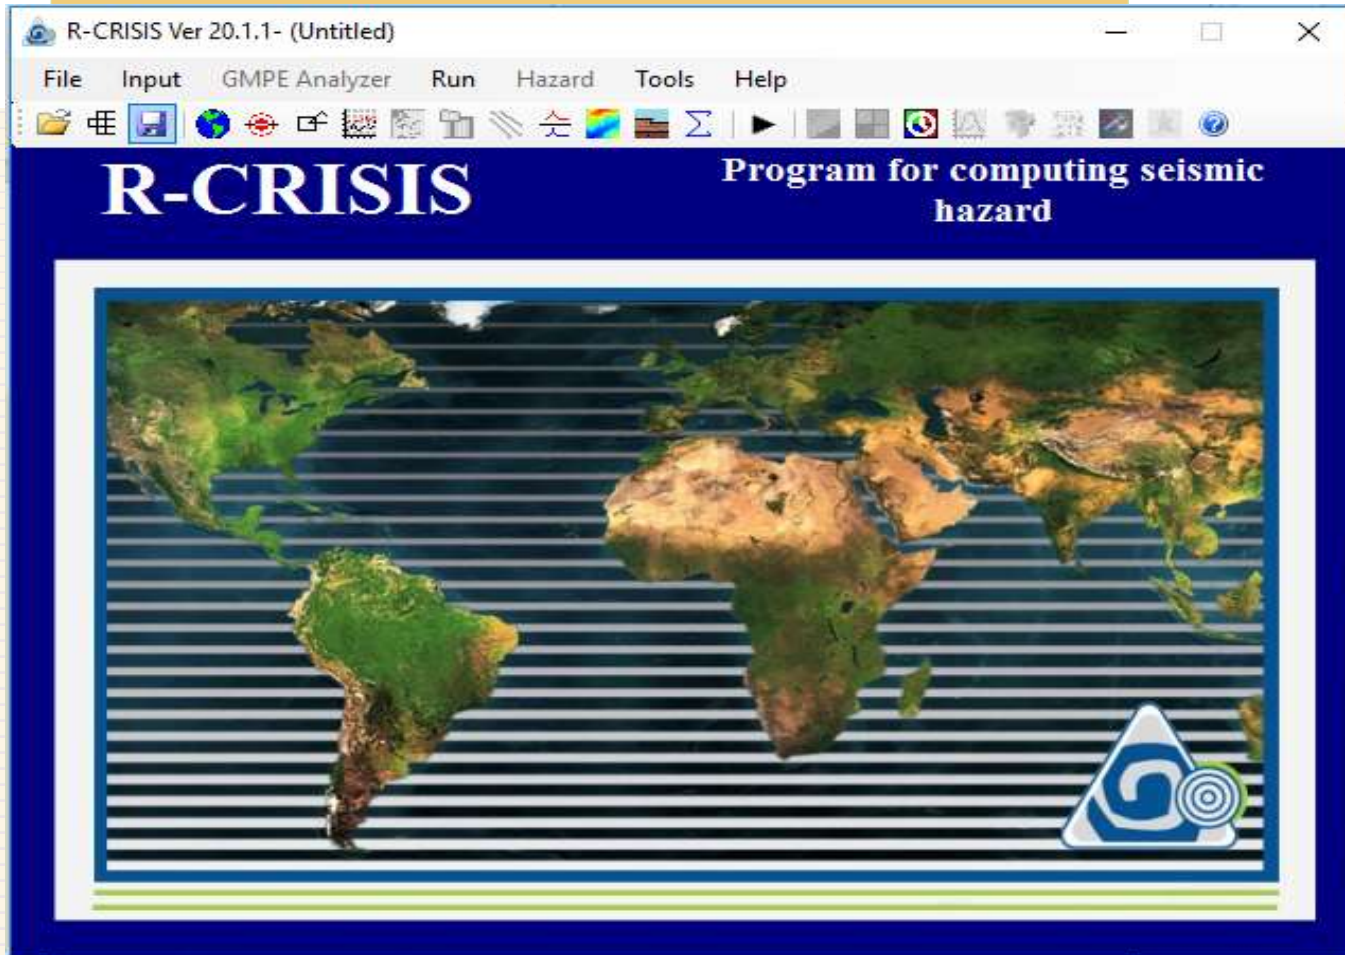 R-CRISIS Ver 20.1.1- (Untitled)
File Input GMPE Analyzer Run Hazard Tools Help
R-CRISIS
Program for computing seismic
hazard